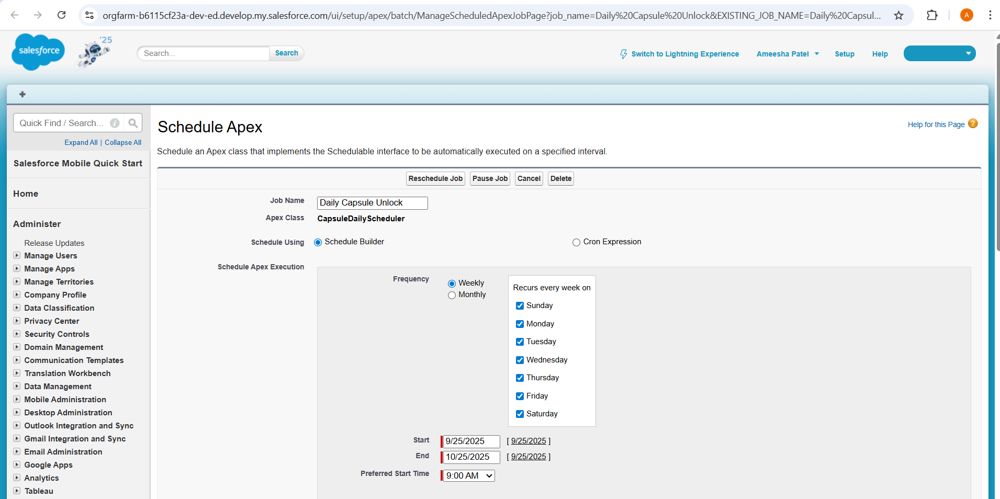 orgfarm-b6115cf23a-dev-ed.develop.my.salesforce.com/ui/setup/apex/batch/ManageScheduledApexJobPage?job_name=Daily%20Capsule%20Unlock&EXISTING_JOB_NAME=Daily%20Capsul...
A
salesforce
'25
Search...
Search
Switch to Lightning Experience
Ameesha Patel
Setup
Help
Quick Find / Search...
Expand All | Collapse All
Salesforce Mobile Quick Start
Home
Administer
Release Updates
Manage Users
Manage Apps
Manage Territories
Company Profile
Data Classification
Privacy Center
Security Controls
Domain Management
Communication Templates
Translation Workbench
Data Management
Mobile Administration
Desktop Administration
Outlook Integration and Sync
Gmail Integration and Sync
Email Administration
Google Apps
Analytics
Tableau
Schedule Apex
Help for this Page
Schedule an Apex class that implements the Schedulable interface to be automatically executed on a specified interval.
Reschedule Job Pause Job Cancel Delete
Job Name Daily Capsule Unlock
Apex Class CapsuleDailyScheduler
Schedule Using Schedule Builder Cron Expression
Schedule Apex Execution
Frequency Weekly
Monthly
Recurs every week on
Sunday
Monday
Tuesday
Wednesday
Thursday
Friday
Saturday
Start 9/25/2025 [ 9/25/2025 ]
End 10/25/2025 [ 9/25/2025 ]
Preferred Start Time 9:00 AM